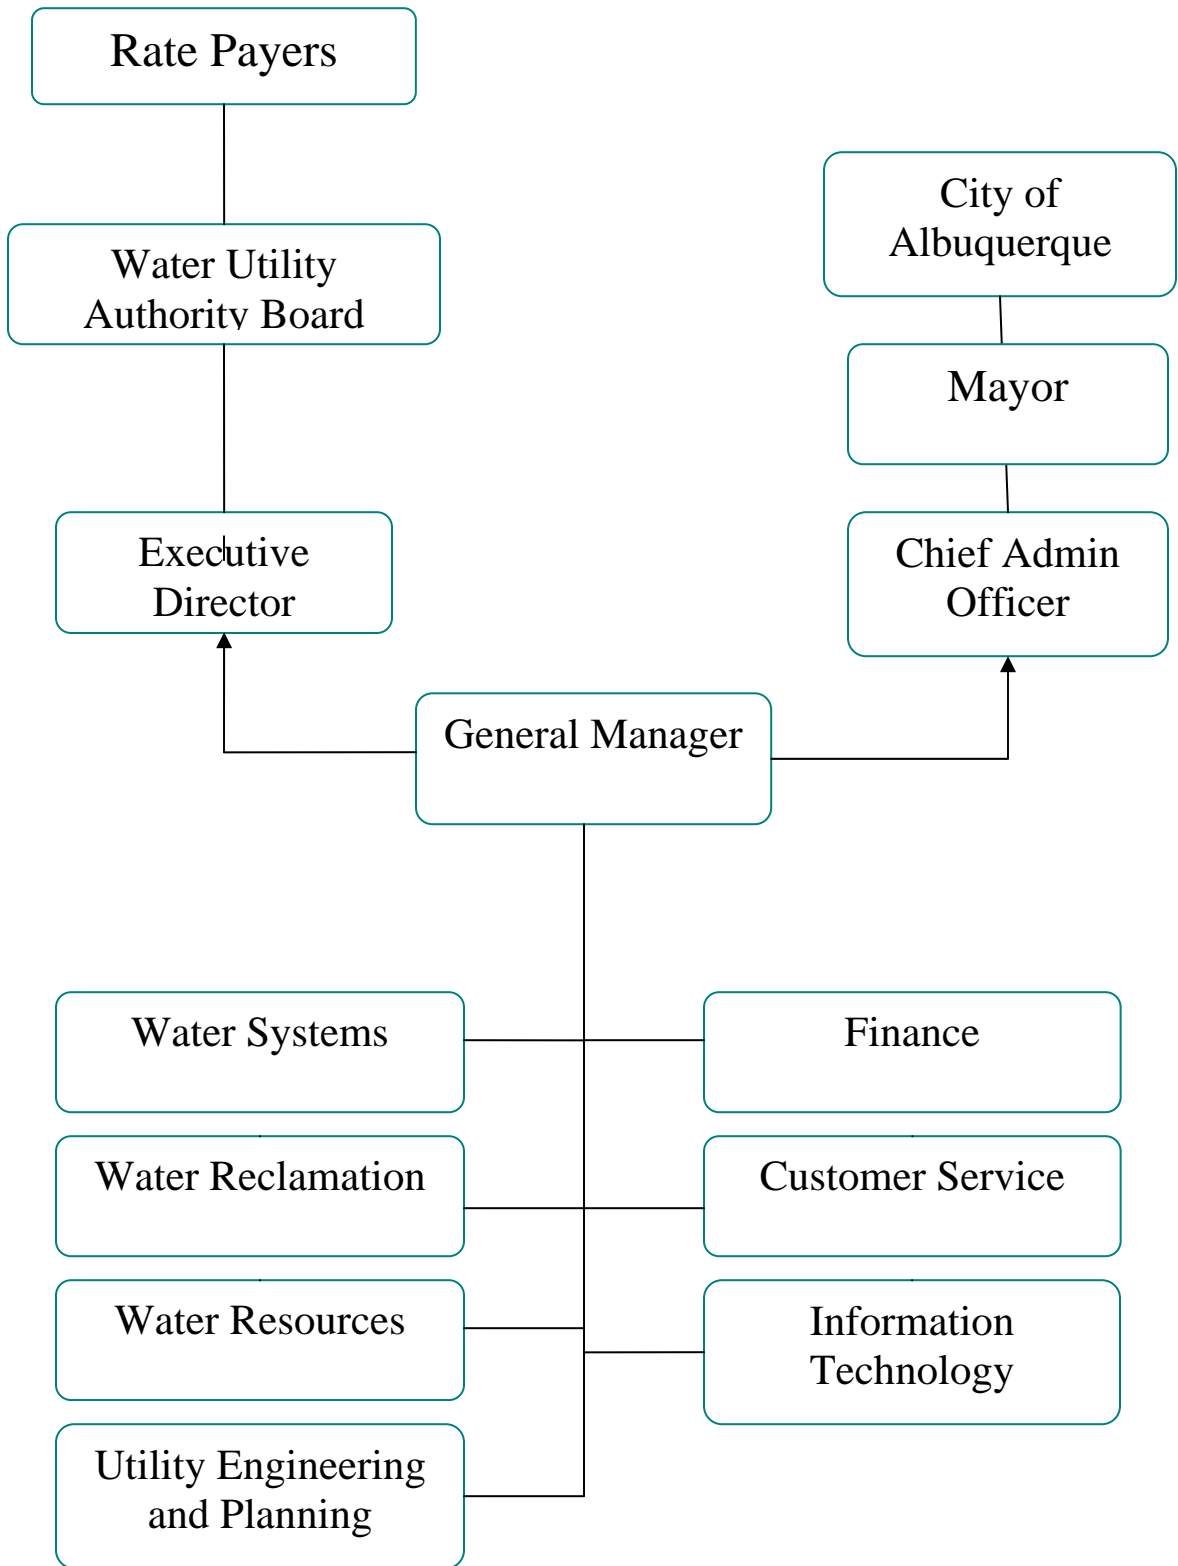 Rate Payers
City of
Albuquerque
Water Utility
Authority Board
Mayor
Executive
Director
Chief Admin
Officer
General Manager
Water Systems
Finance
Water Reclamation
Customer Service
Water Resources
Information
Technology
Utility Engineering
and Planning